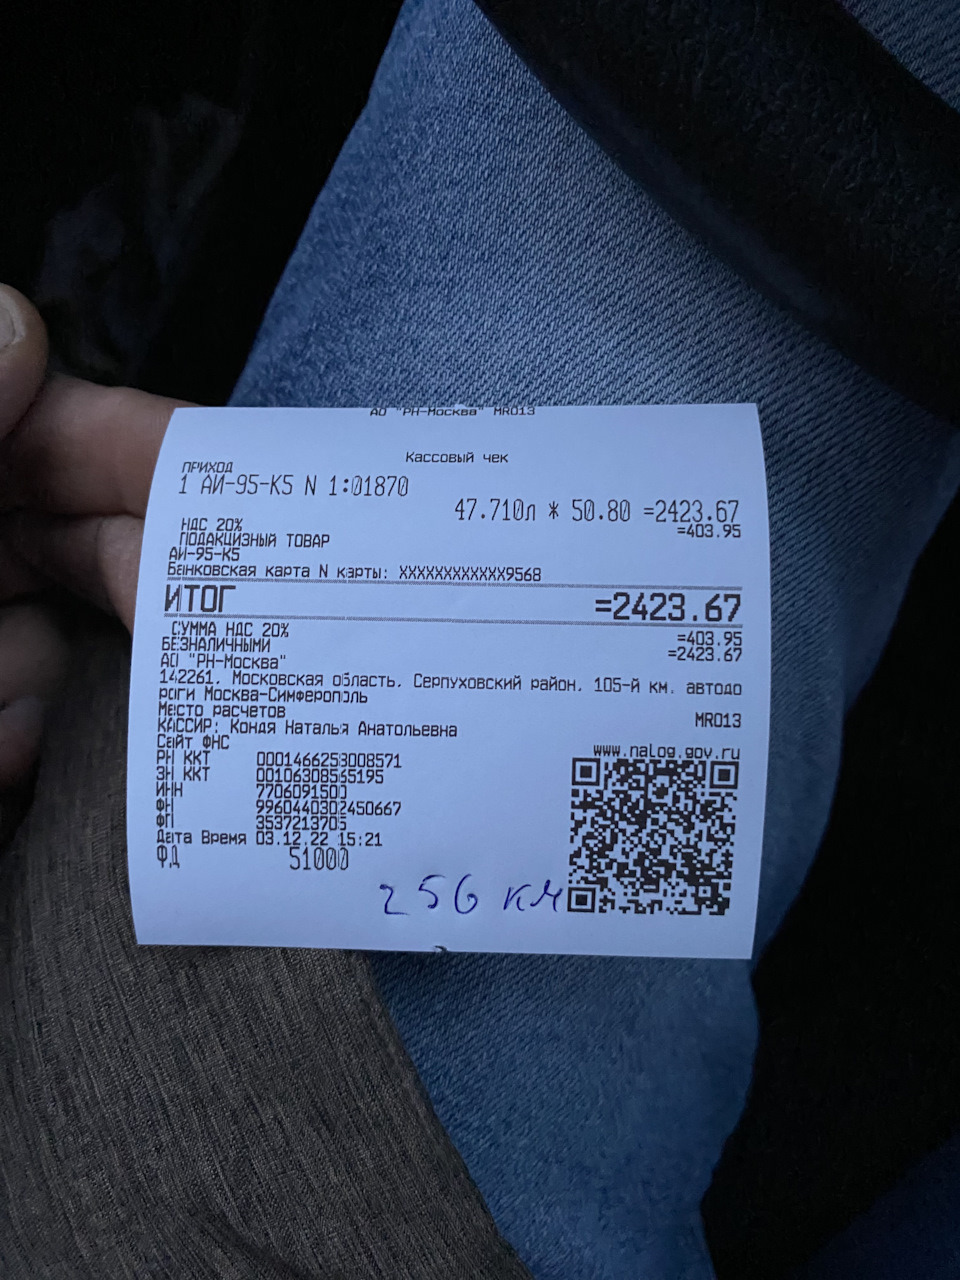 АО "РН-Москва" MR013
Кассовый чек
ПРИХОД
1 АИ-95-К5 N 1:01870
47.710л * 50.80 =2423.67
НДС 20% =403.95
ПОДАКЦИЗНЫЙ ТОВАР
АИ-95-К5
Банковская карта N карты: XXXXXXXXXXXX9568
ИТОГ =2423.67
СУММА НДС 20% =403.95
БЕЗНАЛИЧНЫМИ =2423.67
АО "РН-Москва"
142261, Московская область, Серпуховский район, 105-й км. автодо
роги Москва-Симферополь
Место расчетов MR013
КАССИР: Кондя Наталья Анатольевна
Сайт ФНС www.nalog.gov.ru
РН ККТ 0001466253008571
ЗН ККТ 00106308565195
ИНН 7706091500
ФН 9960440302450667
ФП 3537213705
Дата Время 03.12.22 15:21
ФД 51000
256 км